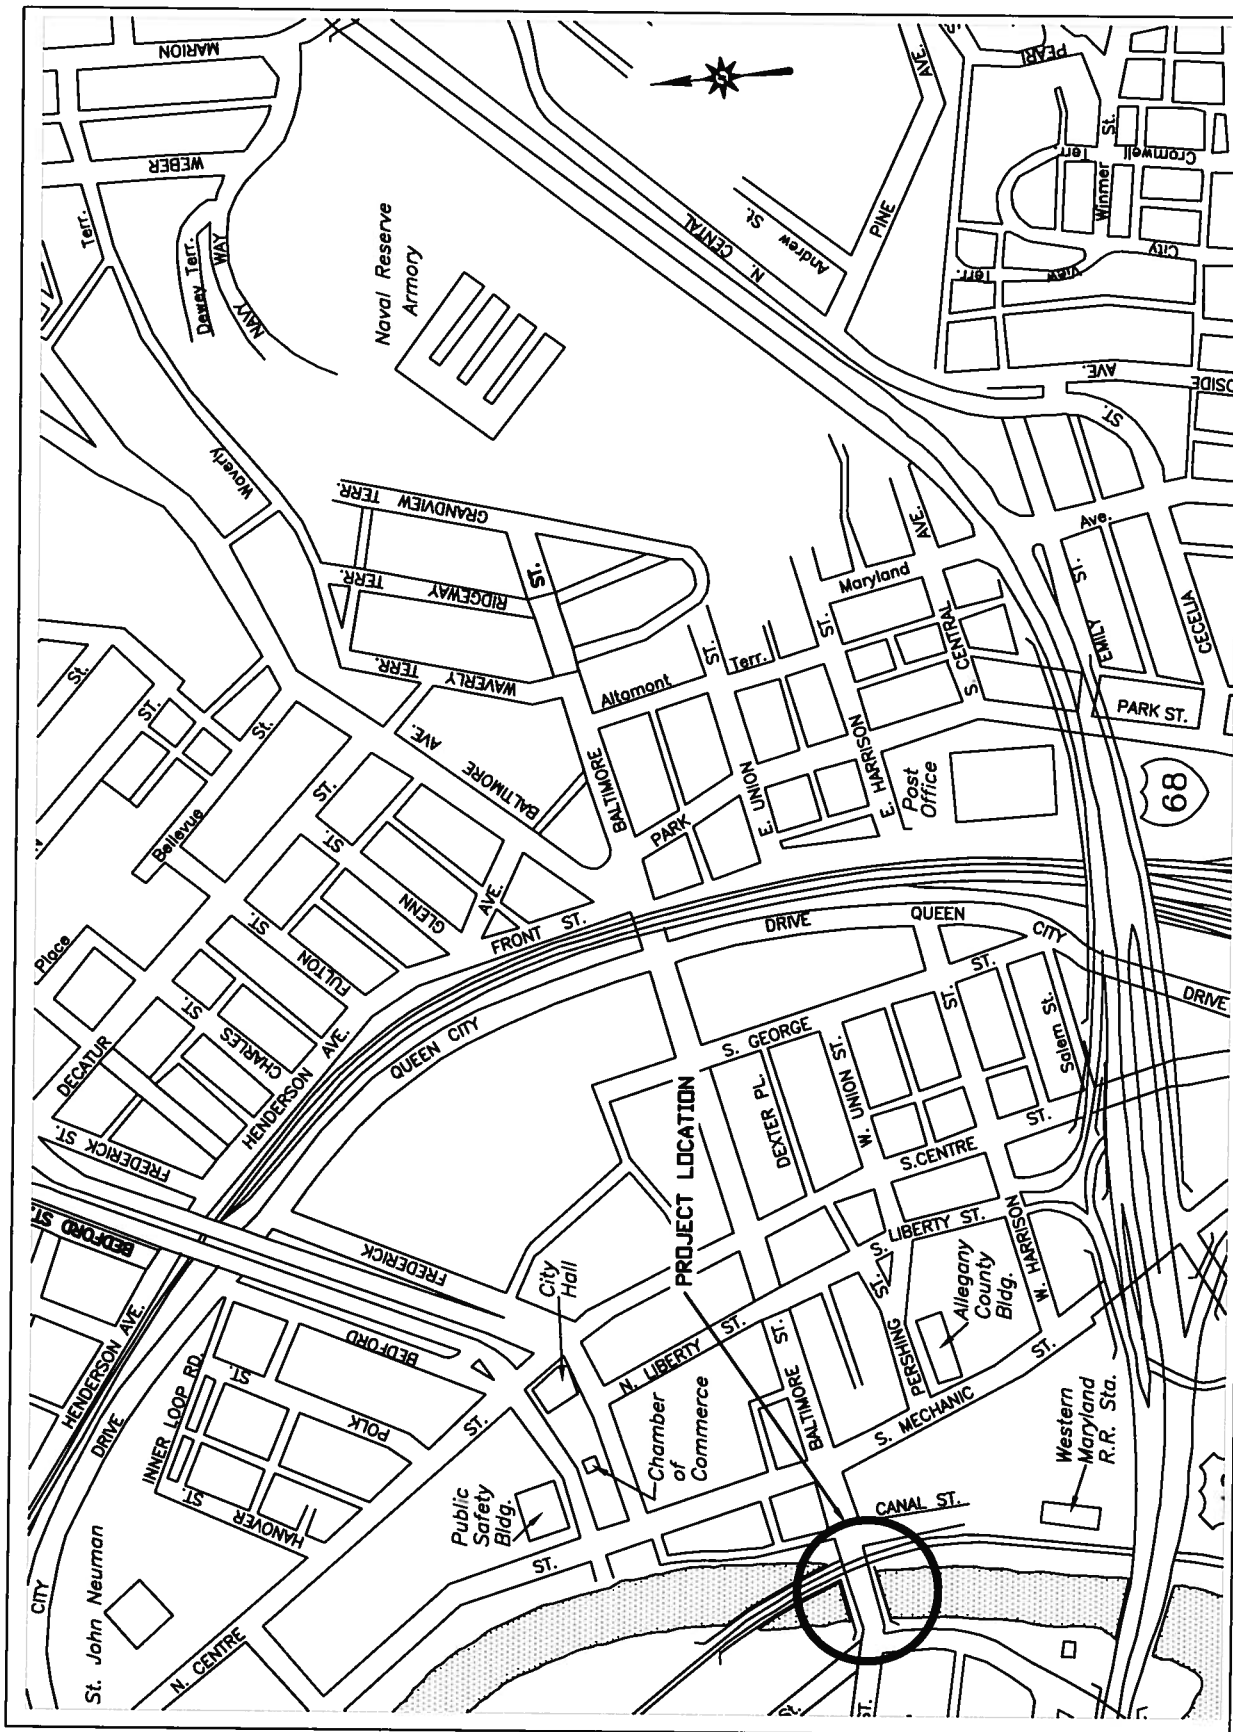 MARION
WEBER
Terr.
Dewey Terr.
NAVY
WAY
Naval Reserve
Armory
Waverly
N. CENTRAL
Andrew St.
PINE
AVE.
PEARL
Winmer
St.
Cromwell
Terr.
City
View
Terr.
AVE.
ST.
GRANDVIEW TERR.
RIDGEWAY TERR.
WAVERLY TERR.
ST.
Altamont
Terr.
ST.
Maryland
AVE.
Ave.
ST.
S. CENTRAL
EMILY
ST.
CECELIA
PARK ST.
68
St.
ST.
Bellevue
St.
BALTIMORE
AVE.
BALTIMORE
PARK
E. UNION
ST.
E. HARRISON
Post
Office
Place
DECATUR
ST.
CHARLES
ST.
FULTON
ST.
GLENN
ST.
AVE.
FRONT ST.
HENDERSON
AVE.
QUEEN CITY
DRIVE
QUEEN
CITY
DRIVE
FREDERICK ST.
BEDFORD ST.
FREDERICK
BEDFORD
S. GEORGE
ST.
DEXTER PL.
W. UNION ST.
ST.
Salem St.
S.CENTRE
ST.
PROJECT LOCATION
S. LIBERTY ST.
W. HARRISON
ST.
PERSHING
Allegany
County
Bldg.
S. MECHANIC
ST.
City
Hall
N. LIBERTY ST.
BALTIMORE
ST.
Chamber
of
Commerce
Public
Safety
Bldg.
ST.
HENDERSON AVE.
DRIVE
CITY
INNER LOOP RD.
ST.
POLK
ST.
HANOVER
ST.
St. John Neuman
N. CENTRE
CANAL ST.
Western
Maryland
R.R. Sta.
ST.